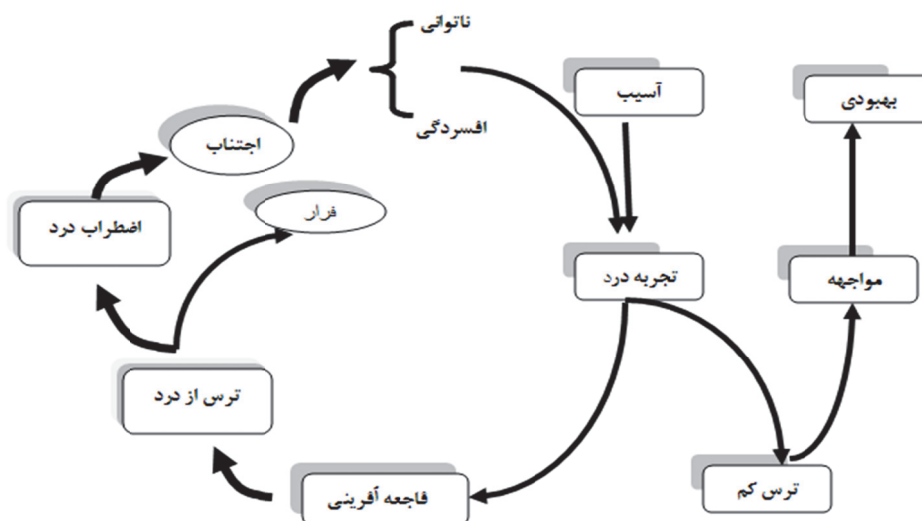 ناتوانی
افسردگی
آسیب
بهبودی
اجتناب
فرار
اضطراب درد
تجربه درد
مواجهه
ترس از درد
فاجعه آفرینی
ترس کم